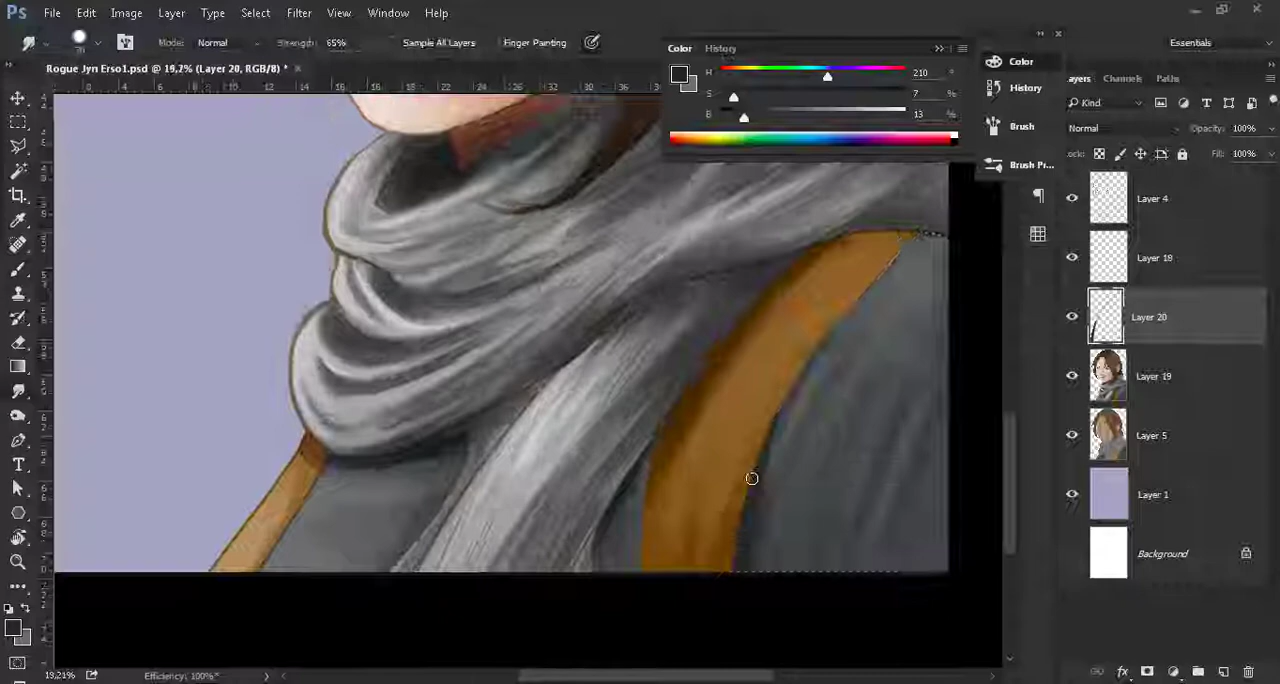 Ps File Edit Image Layer Type Select Filter View Window Help
Mode: Normal Strength: 65% Sample All Layers Finger Painting
Essentials
Rogue Jyn Erso1.psd @ 19,2% (Layer 20, RGB/8) *
Color History
H 210 °
S 7 %
B 13 %
Color
History
Brush
Brush Pr...
ayers Channels Paths
Kind
Normal Opacity: 100%
Fill: 100%
Layer 4
Layer 18
Layer 20
Layer 19
Layer 5
Layer 1
Background
19,21% Efficiency: 100%*